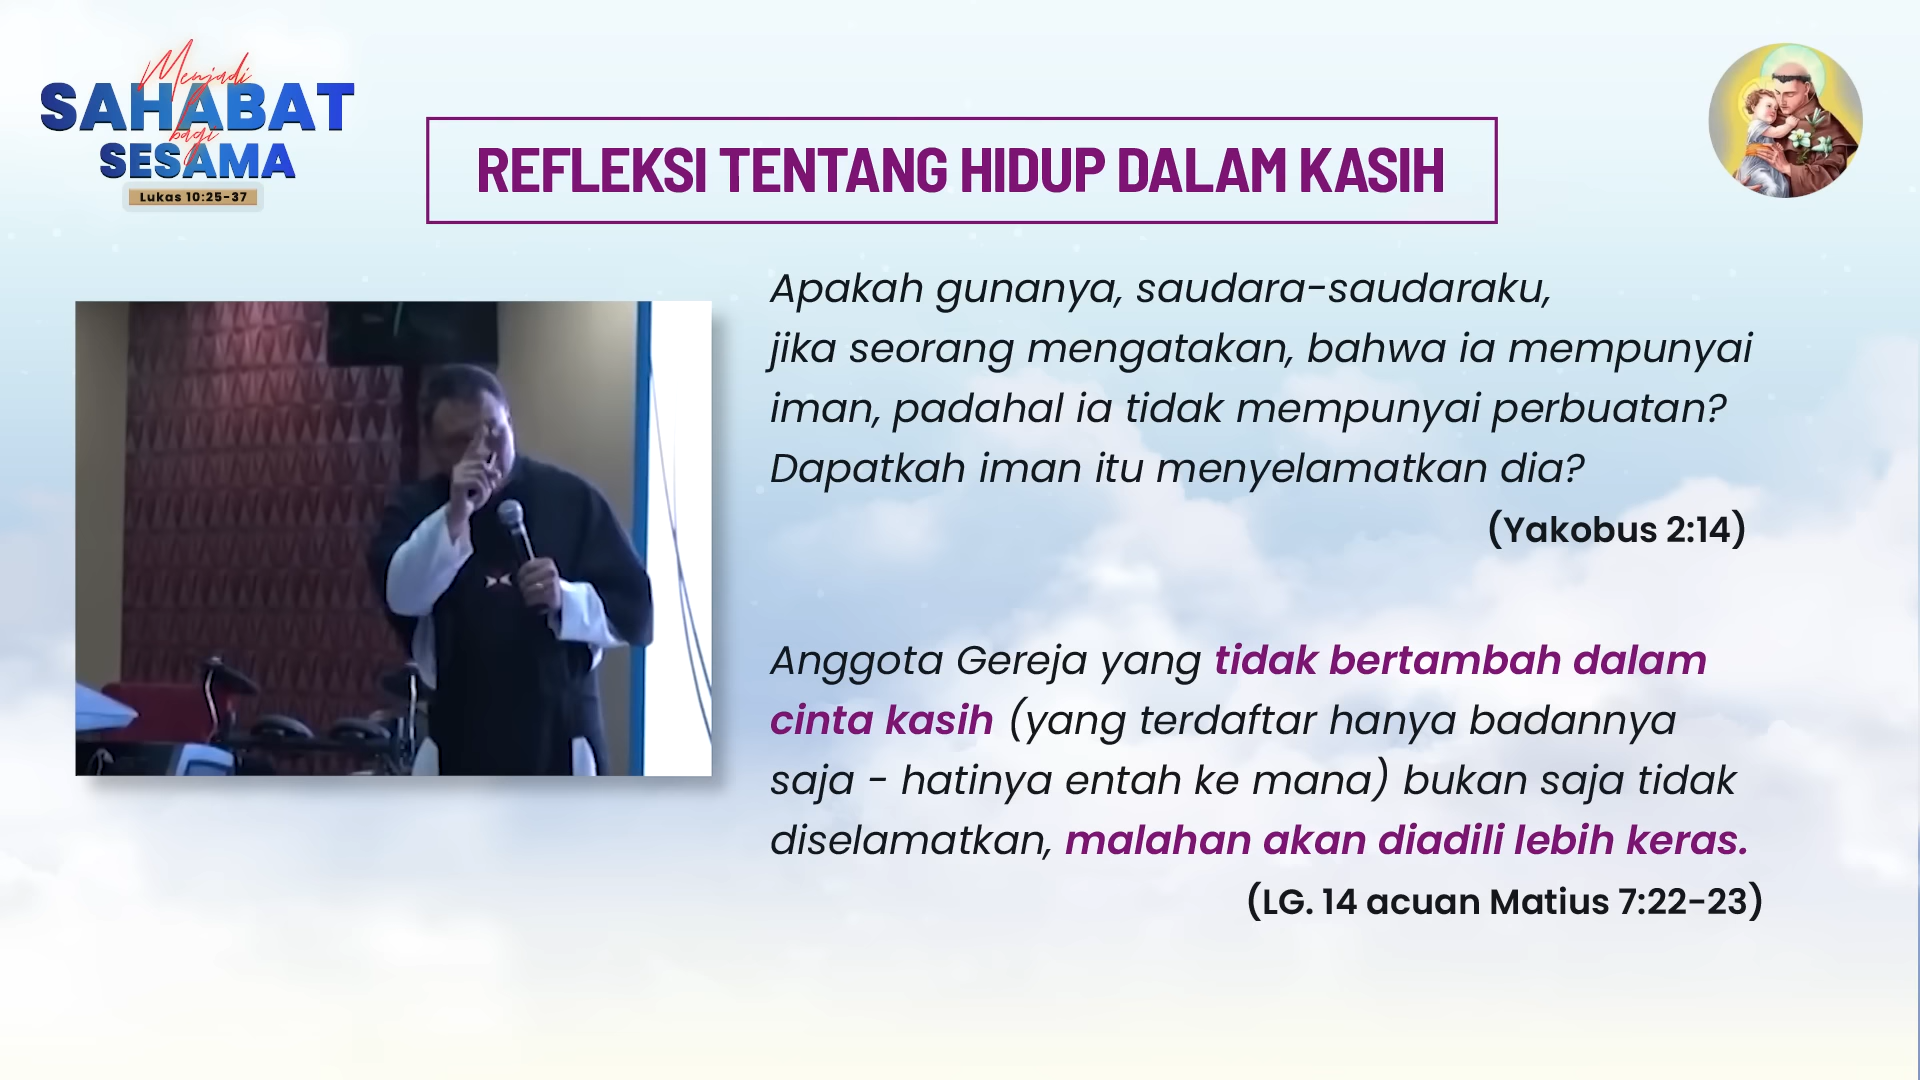 Menjadi
SAHABAT
bagi
SESAMA
Lukas 10:25-37
REFLEKSI TENTANG HIDUP DALAM KASIH
Apakah gunanya, saudara-saudaraku,
jika seorang mengatakan, bahwa ia mempunyai
iman, padahal ia tidak mempunyai perbuatan?
Dapatkah iman itu menyelamatkan dia?
(Yakobus 2:14)
Anggota Gereja yang tidak bertambah dalam
cinta kasih (yang terdaftar hanya badannya
saja - hatinya entah ke mana) bukan saja tidak
diselamatkan, malahan akan diadili lebih keras.
(LG. 14 acuan Matius 7:22-23)